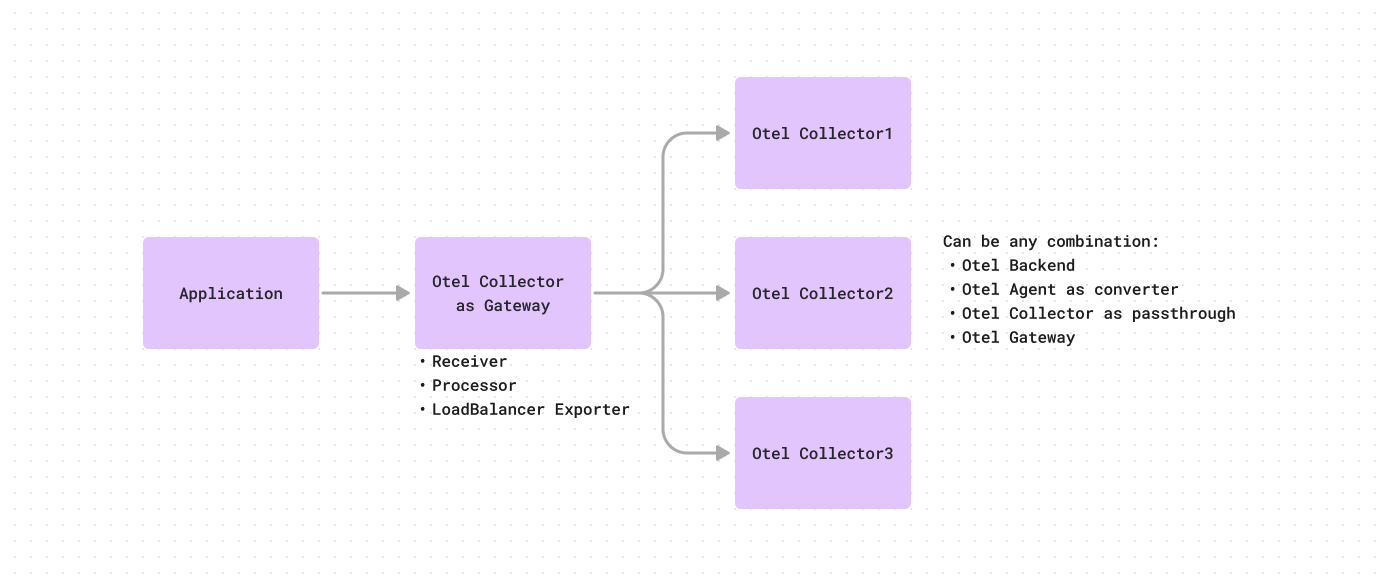 Application
Otel Collector
as Gateway
• Receiver
• Processor
• LoadBalancer Exporter
Otel Collector1
Otel Collector2
Otel Collector3
Can be any combination:
• Otel Backend
• Otel Agent as converter
• Otel Collector as passthrough
• Otel Gateway